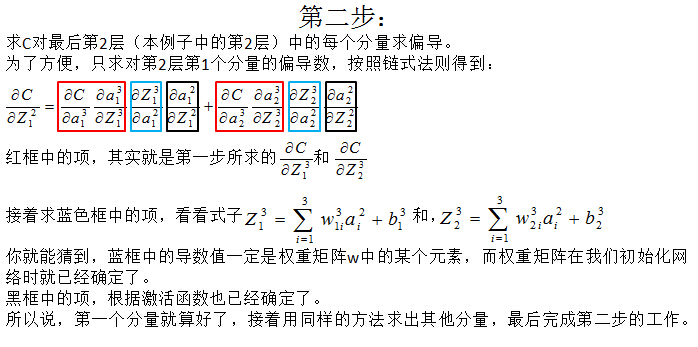 第二步：
求C对最后第2层（本例子中的第2层）中的每个分量求偏导。
为了方便，只求对第2层第1个分量的偏导数，按照链式法则得到：
$\frac{\partial C}{\partial Z_1^2} = \frac{\partial C}{\partial a_1^3} \frac{\partial a_1^3}{\partial Z_1^3} \frac{\partial Z_1^3}{\partial a_1^2} \frac{\partial a_1^2}{\partial Z_1^2} + \frac{\partial C}{\partial a_2^3} \frac{\partial a_2^3}{\partial Z_2^3} \frac{\partial Z_2^3}{\partial a_2^2} \frac{\partial a_2^2}{\partial Z_2^2}$
红框中的项，其实就是第一步所求的 $\frac{\partial C}{\partial Z_1^3}$ 和 $\frac{\partial C}{\partial Z_2^3}$
接着求蓝色框中的项，看看式子 $Z_1^3 = \sum_{i=1}^{3} w_{1i}^3 a_i^2 + b_1^3$ 和，$Z_2^3 = \sum_{i=1}^{3} w_{2i}^3 a_i^2 + b_2^3$
你就能猜到，蓝框中的导数值一定是权重矩阵w中的某个元素，而权重矩阵在我们初始化网
络时就已经确定了。
黑框中的项，根据激活函数也已经确定了。
所以说，第一个分量就算好了，接着用同样的方法求出其他分量，最后完成第二步的工作。